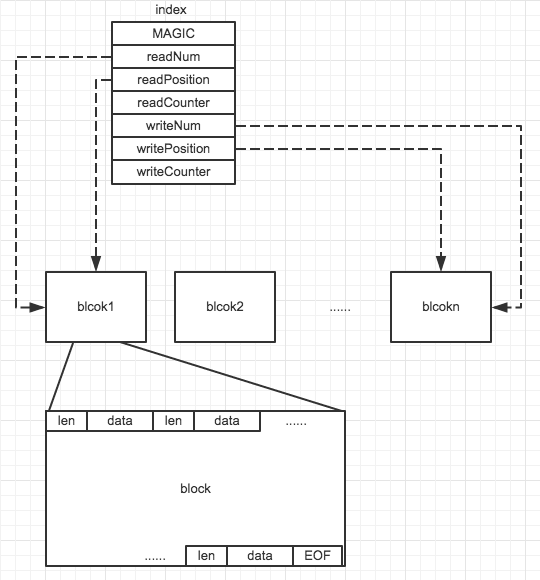 index
MAGIC
readNum
readPosition
readCounter
writeNum
writePosition
writeCounter
blcok1
blcok2
......
blcokn
len data len data ......
block
...... len data EOF